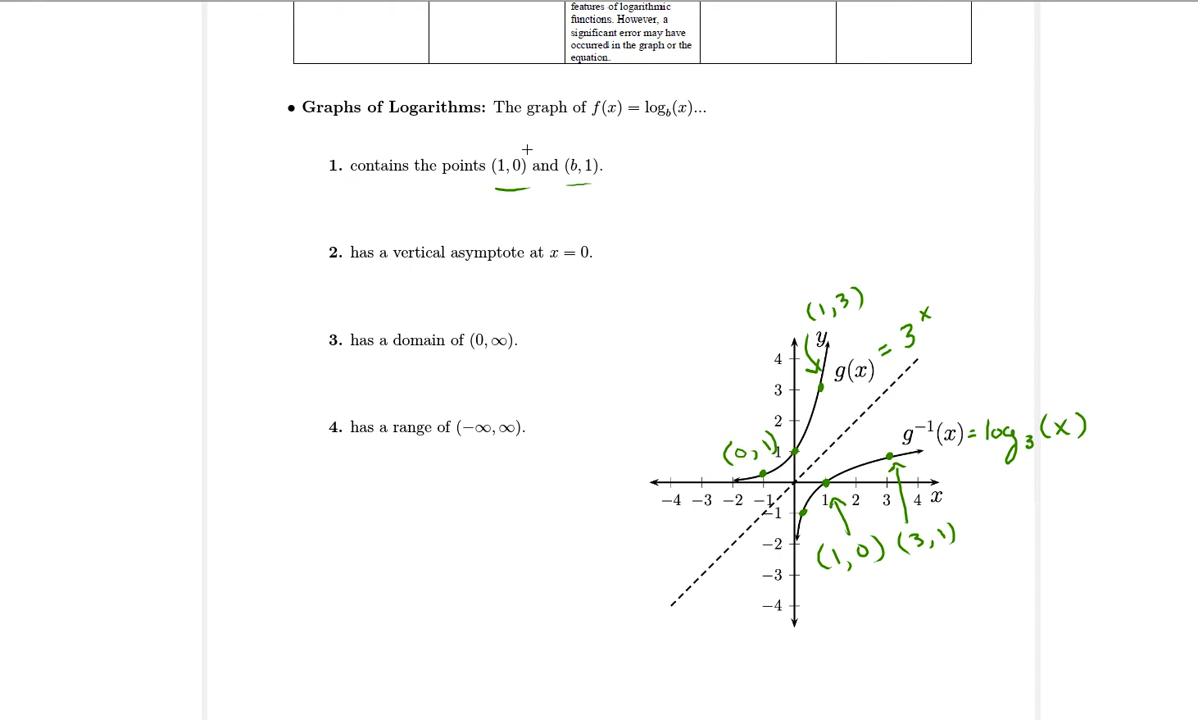 features of logarithmic
functions. However, a
significant error may have
occurred in the graph or the
equation.
• Graphs of Logarithms: The graph of f(x) = log_b(x)...
1. contains the points (1, 0) and (b, 1).
2. has a vertical asymptote at x = 0.
3. has a domain of (0, ∞).
4. has a range of (−∞, ∞).
(1,3)
y
g(x) = 3^x
(0,1)
g⁻¹(x) = log₃(x)
4
3
2
1
−4 −3 −2 −1 1 2 3 4 x
−1
−2
−3
−4
(1,0) (3,1)